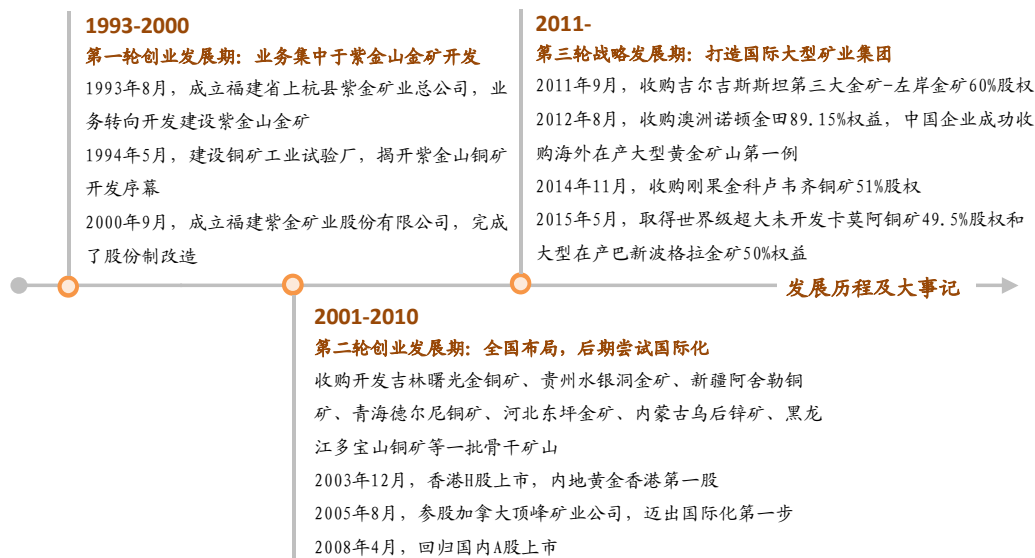 1993-2000
第一轮创业发展期：业务集中于紫金山金矿开发
1993年8月，成立福建省上杭县紫金矿业总公司，业
务转向开发建设紫金山金矿
1994年5月，建设铜矿工业试验厂，揭开紫金山铜矿
开发序幕
2000年9月，成立福建紫金矿业股份有限公司，完成
了股份制改造
2011-
第三轮战略发展期：打造国际大型矿业集团
2011年9月，收购吉尔吉斯斯坦第三大金矿-左岸金矿60%股权
2012年8月，收购澳洲诺顿金田89.15%权益，中国企业成功收
购海外在产大型黄金矿山第一例
2014年11月，收购刚果金科卢韦齐铜矿51%股权
2015年5月，取得世界级超大未开发卡莫阿铜矿49.5%股权和
大型在产巴新波格拉金矿50%权益
发展历程及大事记
2001-2010
第二轮创业发展期：全国布局，后期尝试国际化
收购开发吉林曙光金铜矿、贵州水银洞金矿、新疆阿舍勒铜
矿、青海德尔尼铜矿、河北东坪金矿、内蒙古乌后锌矿、黑龙
江多宝山铜矿等一批骨干矿山
2003年12月，香港H股上市，内地黄金香港第一股
2005年8月，参股加拿大顶峰矿业公司，迈出国际化第一步
2008年4月，回归国内A股上市